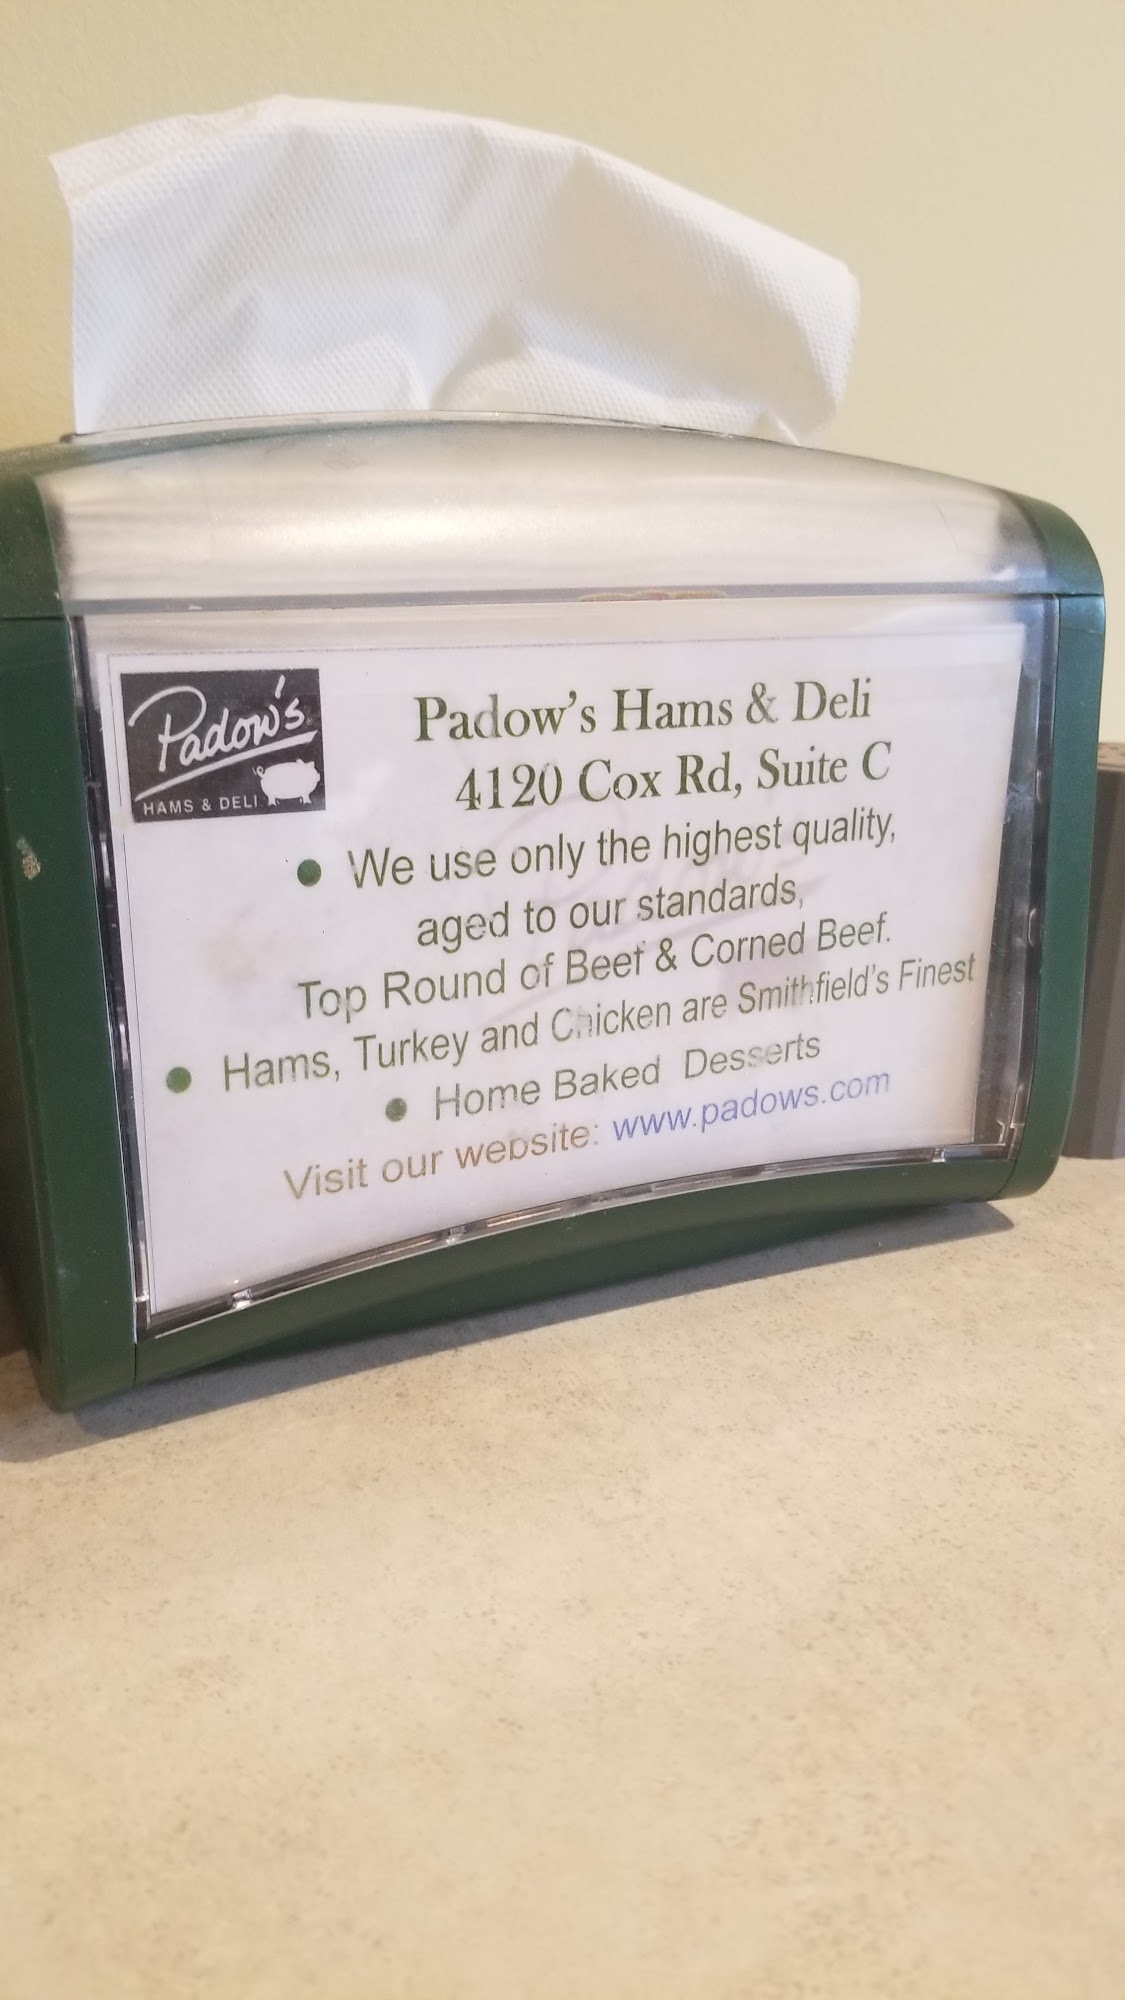 Padow's
HAMS & DELI
Padow's Hams & Deli
4120 Cox Rd, Suite C
● We use only the highest quality,
aged to our standards,
Top Round of Beef & Corned Beef.
● Hams, Turkey and Chicken are Smithfield's Finest
● Home Baked Desserts
Visit our website: www.padows.com